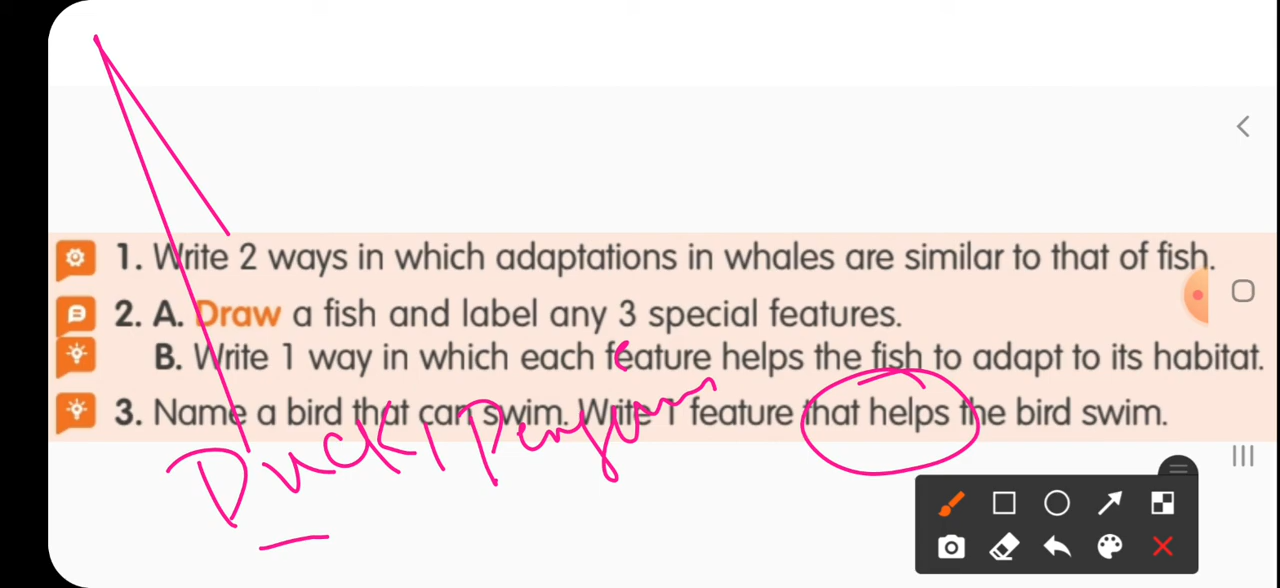 1. Write 2 ways in which adaptations in whales are similar to that of fish.
2. A. Draw a fish and label any 3 special features.
B. Write 1 way in which each feature helps the fish to adapt to its habitat.
3. Name a bird that can swim. Write 1 feature that helps the bird swim.
Duck, Penguin